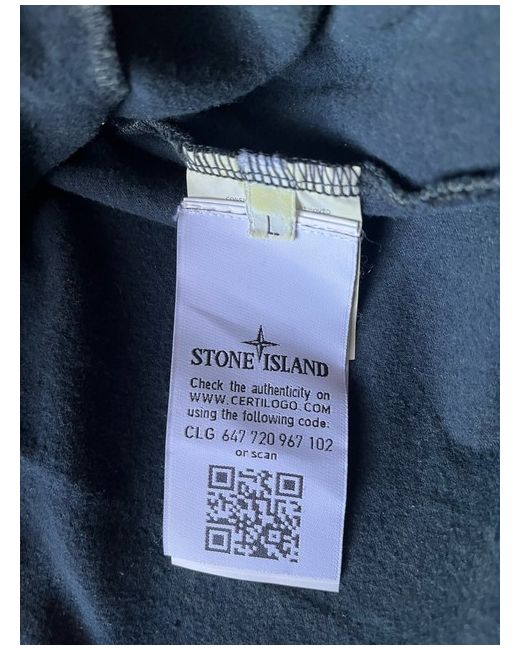 L
STONE ISLAND
Check the authenticity on
WWW.CERTILOGO.COM
using the following code:
CLG 647 720 967 102
or scan